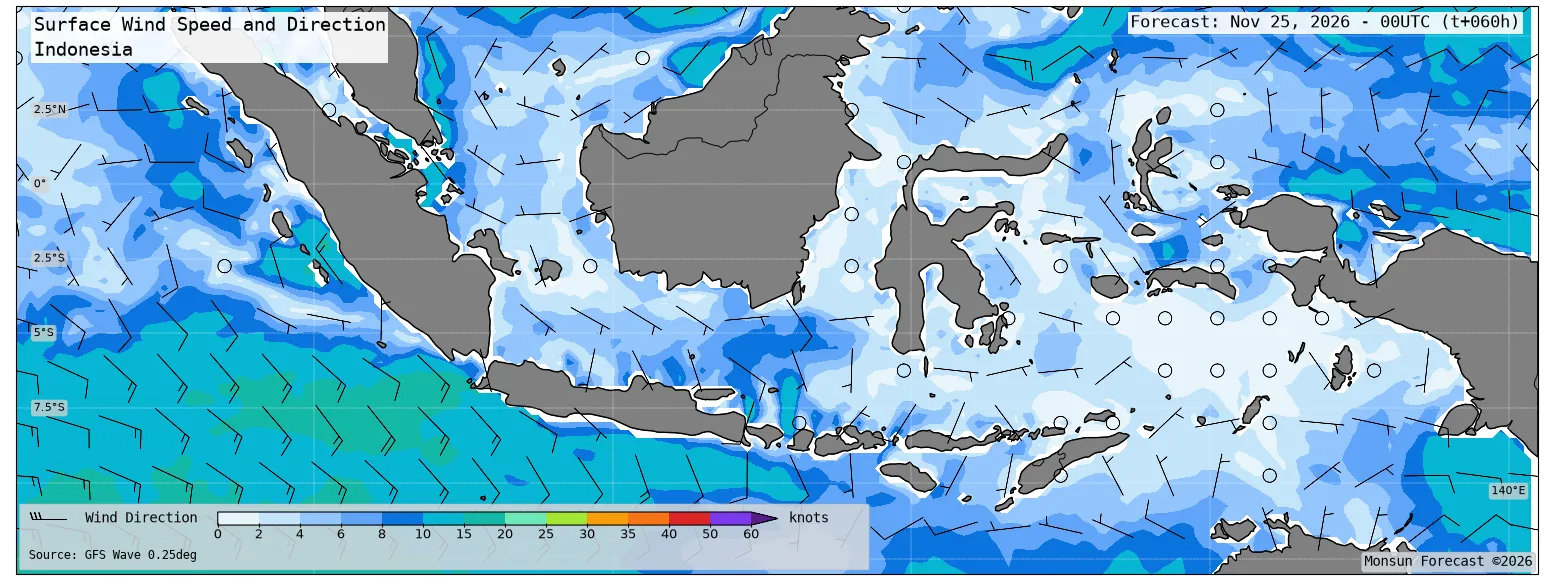 Surface Wind Speed and Direction
Indonesia
Forecast: Nov 25, 2026 - 00UTC (t+060h)
2.5°N
0°
2.5°S
5°S
7.5°S
140°E
Wind Direction
0 2 4 6 8 10 15 20 25 30 35 40 50 60 knots
Source: GFS Wave 0.25deg
Monsun Forecast ©2026